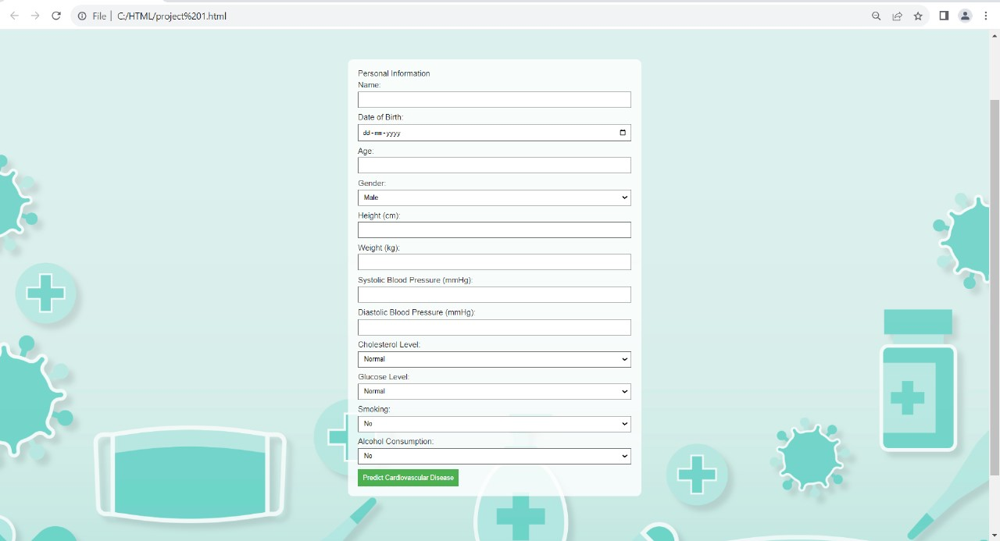 File | C:/HTML/project%201.html
Personal Information
Name:
Date of Birth:
dd-mm-yyyy
Age:
Gender:
Male
Height (cm):
Weight (kg):
Systolic Blood Pressure (mmHg):
Diastolic Blood Pressure (mmHg):
Cholesterol Level:
Normal
Glucose Level:
Normal
Smoking:
No
Alcohol Consumption:
No
Predict Cardiovascular Disease